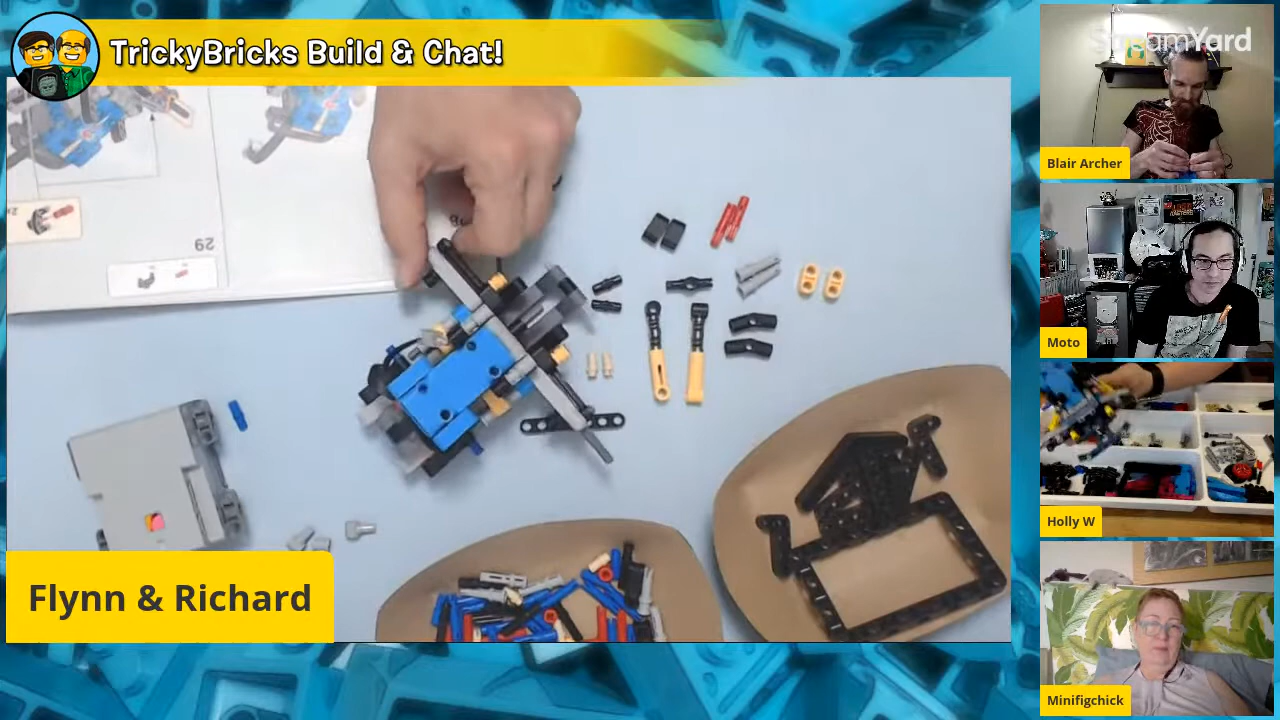 TrickyBricks Build & Chat!
StreamYard
Blair Archer
Moto
29
Holly W
Flynn & Richard
Minifigchick